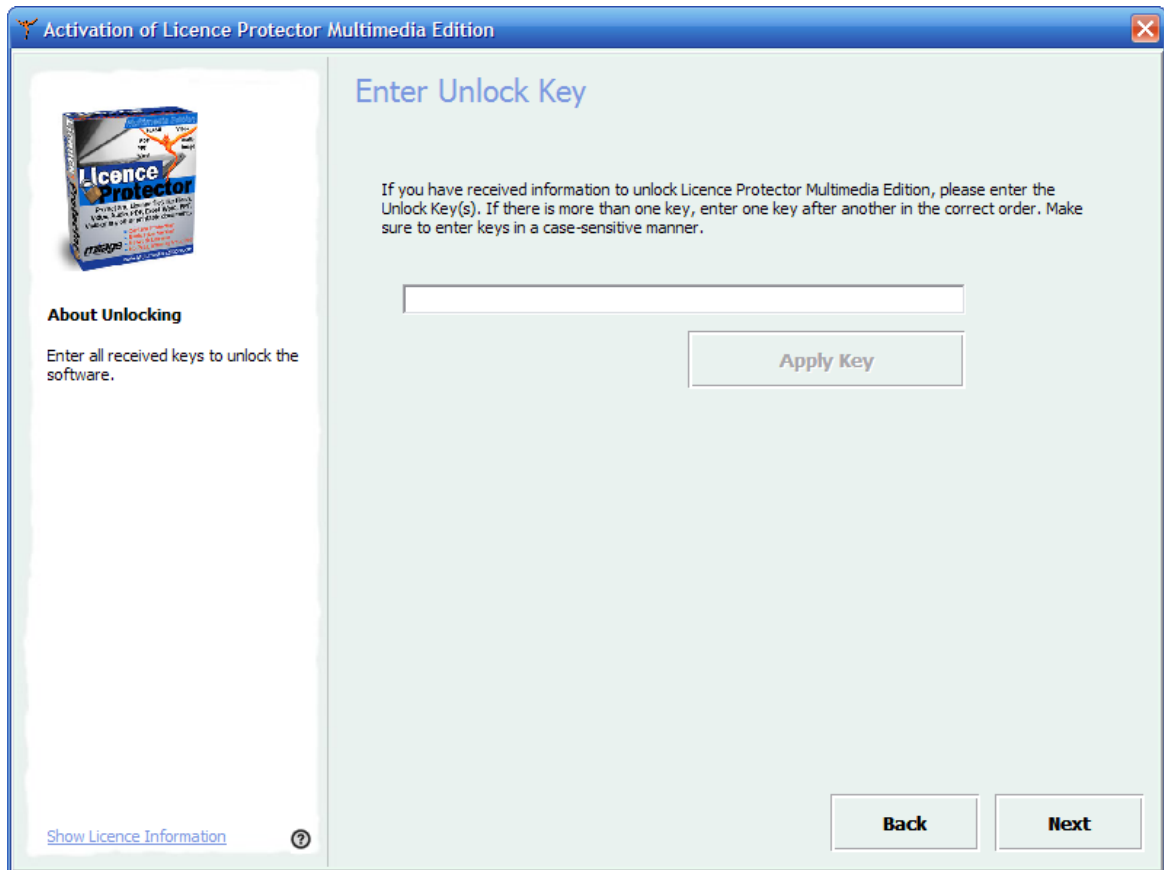 Activation of Licence Protector Multimedia Edition
Enter Unlock Key
Licence
Protector
mirage
If you have received information to unlock Licence Protector Multimedia Edition, please enter the
Unlock Key(s). If there is more than one key, enter one key after another in the correct order. Make
sure to enter keys in a case-sensitive manner.
About Unlocking
Enter all received keys to unlock the
software.
Apply Key
Show Licence Information
?
Back
Next